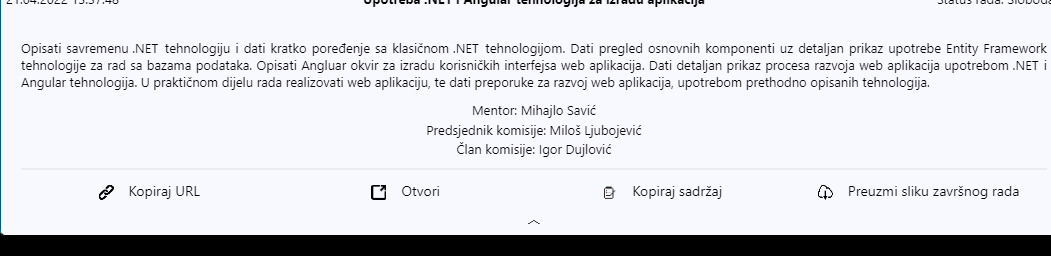 21.04.2022 15:37:48 Upotreba .NET i Angular tehnologija za izradu aplikacija Status rada: Sloboda
Opisati savremenu .NET tehnologiju i dati kratko poređenje sa klasičnom .NET tehnologijom. Dati pregled osnovnih komponenti uz detaljan prikaz upotrebe Entity Framework
tehnologije za rad sa bazama podataka. Opisati Angluar okvir za izradu korisničkih interfejsa web aplikacija. Dati detaljan prikaz procesa razvoja web aplikacija upotrebom .NET i
Angular tehnologija. U praktičnom dijelu rada realizovati web aplikaciju, te dati preporuke za razvoj web aplikacija, upotrebom prethodno opisanih tehnologija.
Mentor: Mihajlo Savić
Predsjednik komisije: Miloš Ljubojević
Član komisije: Igor Dujlović
Kopiraj URL Otvori Kopiraj sadržaj Preuzmi sliku završnog rada